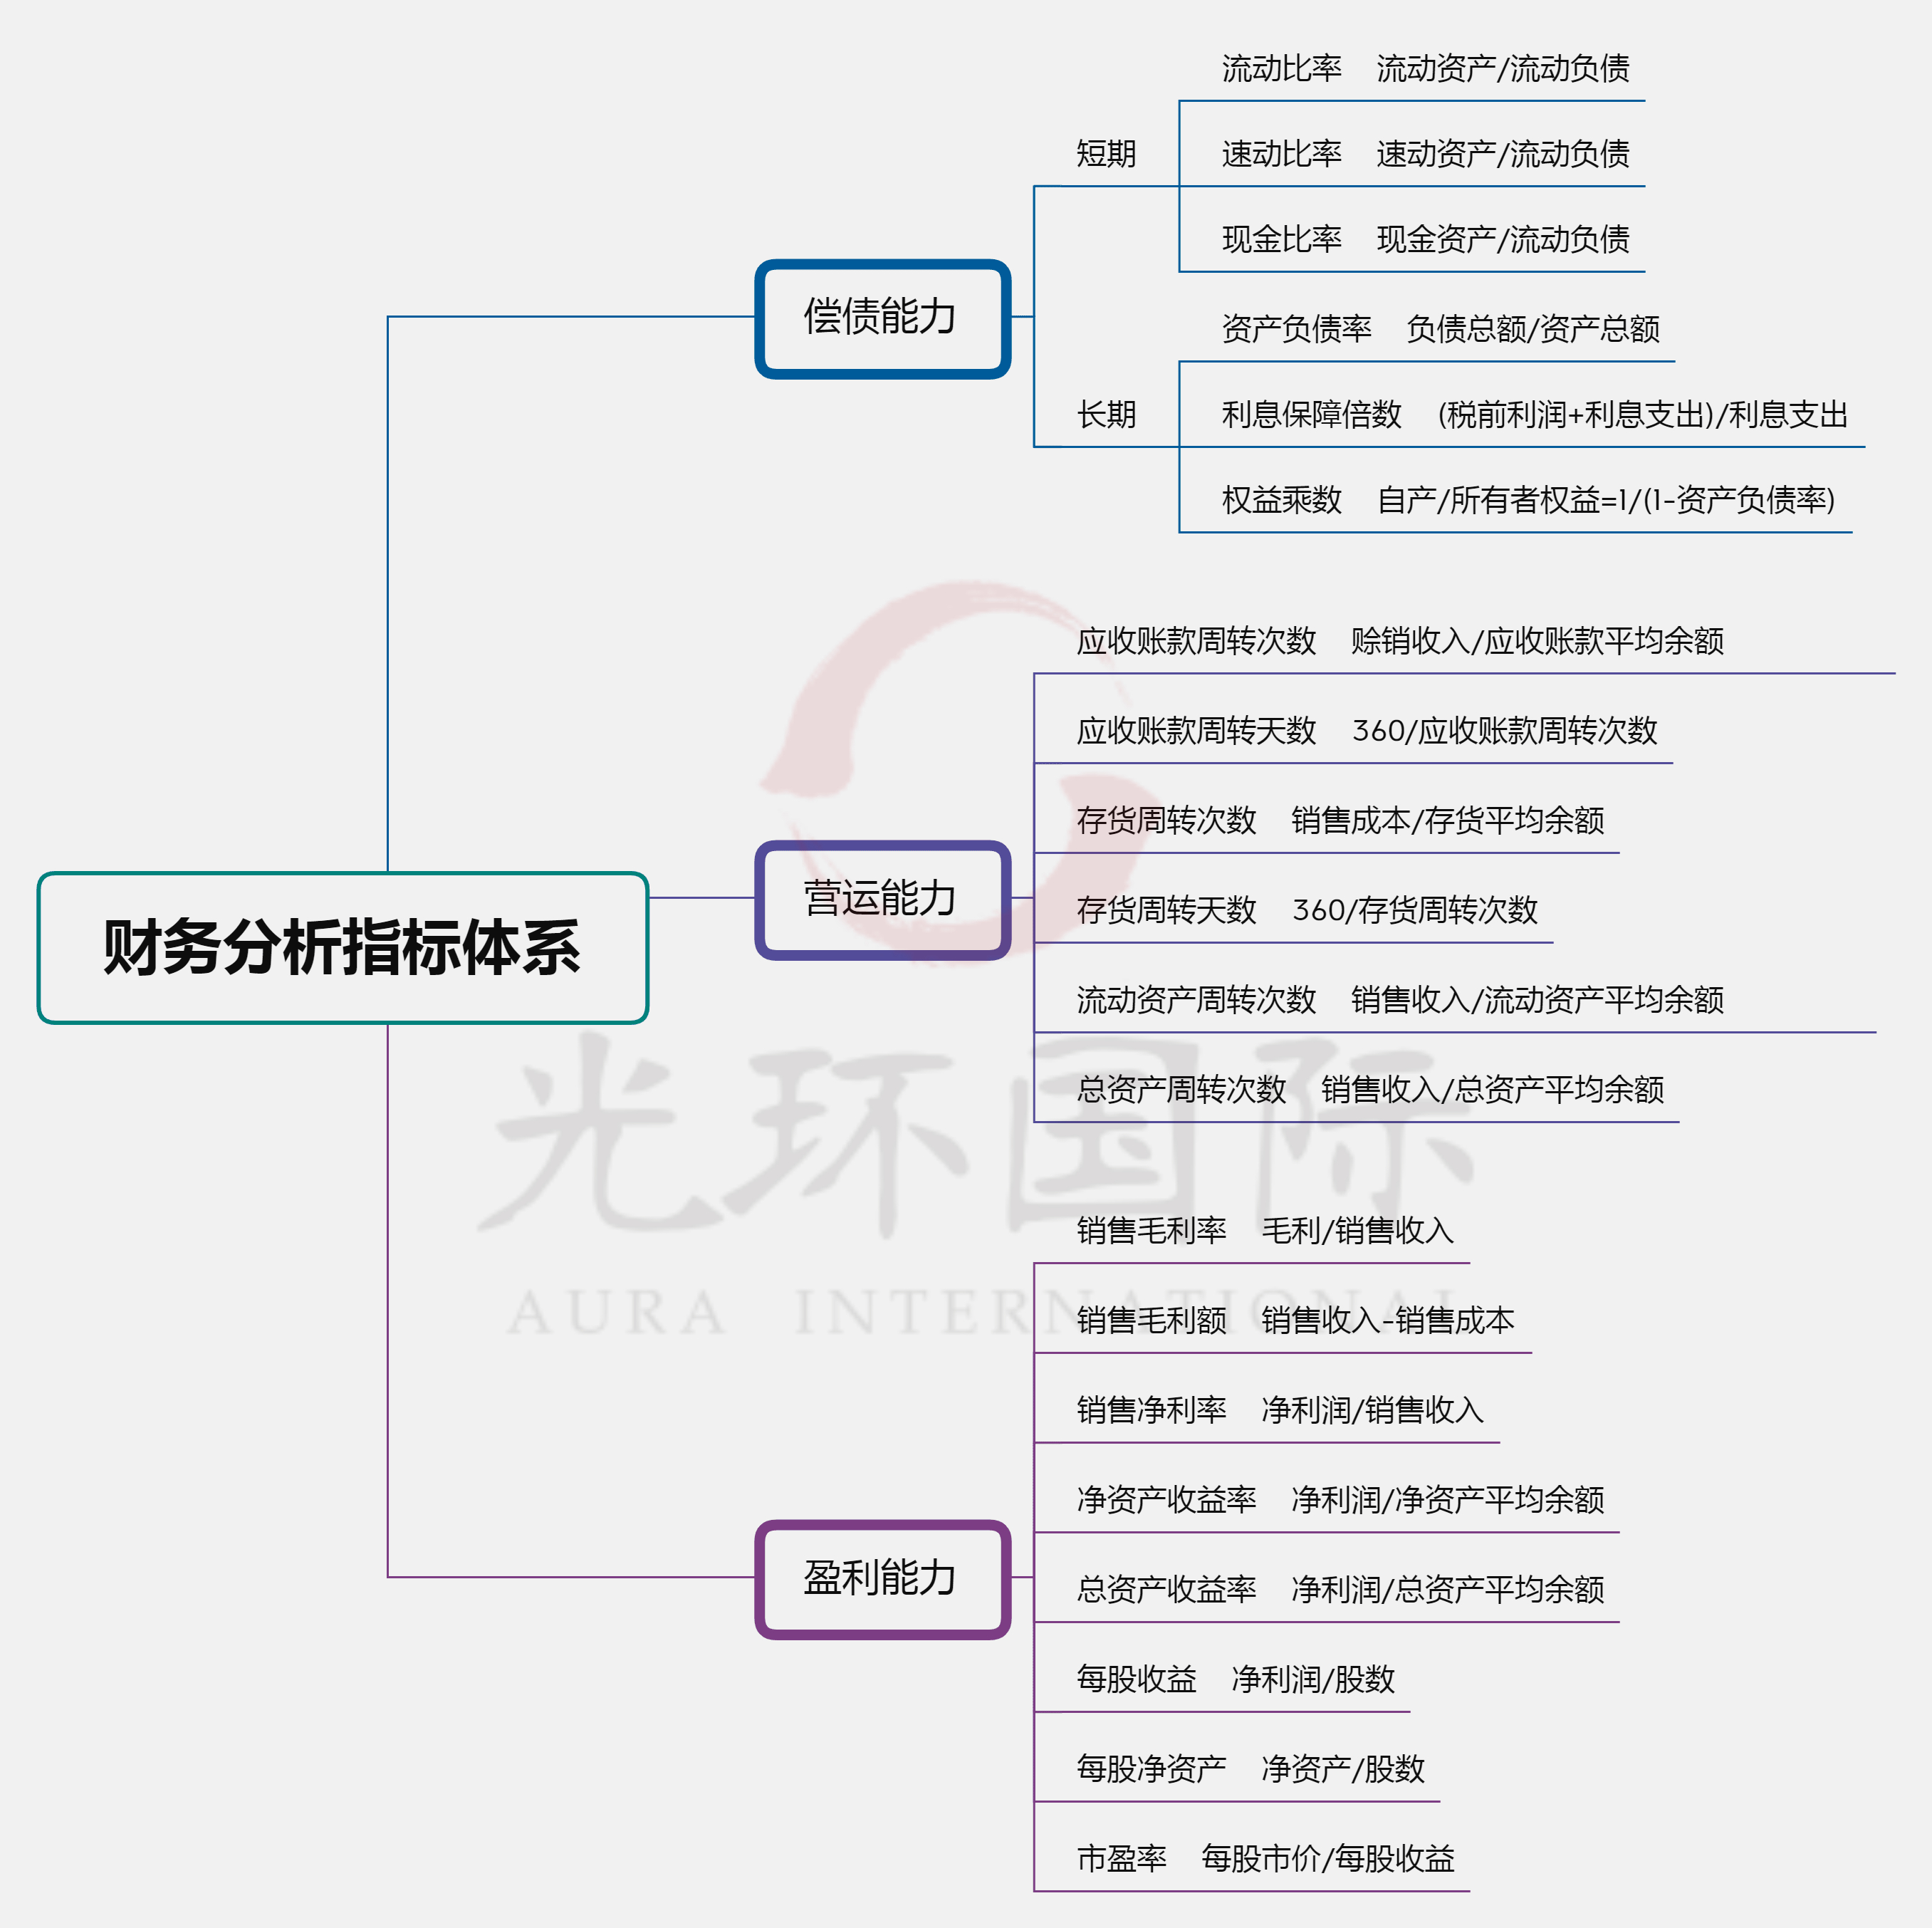 财务分析指标体系
偿债能力
短期
流动比率 流动资产/流动负债
速动比率 速动资产/流动负债
现金比率 现金资产/流动负债
长期
资产负债率 负债总额/资产总额
利息保障倍数 (税前利润+利息支出)/利息支出
权益乘数 自产/所有者权益=1/(1-资产负债率)
营运能力
应收账款周转次数 赊销收入/应收账款平均余额
应收账款周转天数 360/应收账款周转次数
存货周转次数 销售成本/存货平均余额
存货周转天数 360/存货周转次数
流动资产周转次数 销售收入/流动资产平均余额
总资产周转次数 销售收入/总资产平均余额
盈利能力
销售毛利率 毛利/销售收入
销售毛利额 销售收入-销售成本
销售净利率 净利润/销售收入
净资产收益率 净利润/净资产平均余额
总资产收益率 净利润/总资产平均余额
每股收益 净利润/股数
每股净资产 净资产/股数
市盈率 每股市价/每股收益
光环国际
AURA INTERNATIONAL